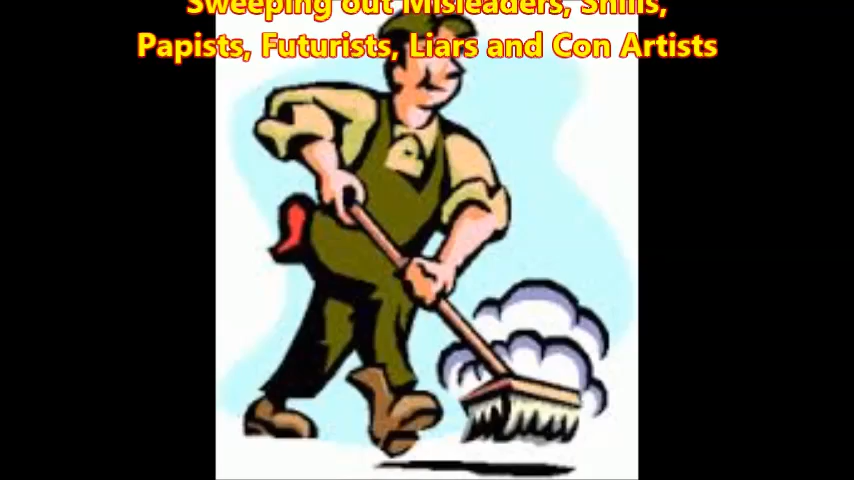 Sweeping out Misleaders, Shills,
Papists, Futurists, Liars and Con Artists